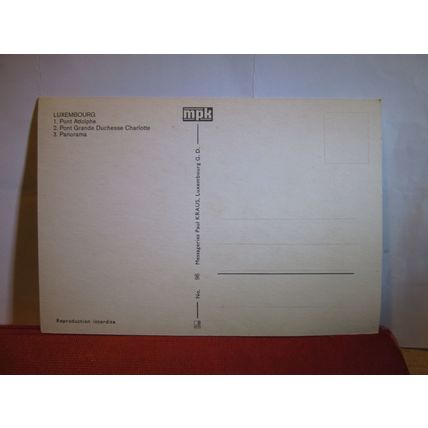 LUXEMBOURG
1. Pont Adolphe
2. Pont Grande Duchesse Charlotte
3. Panorama
mpk
No. 96 Messageries Paul KRAUS, Luxembourg G. D.
Reproduction interdite